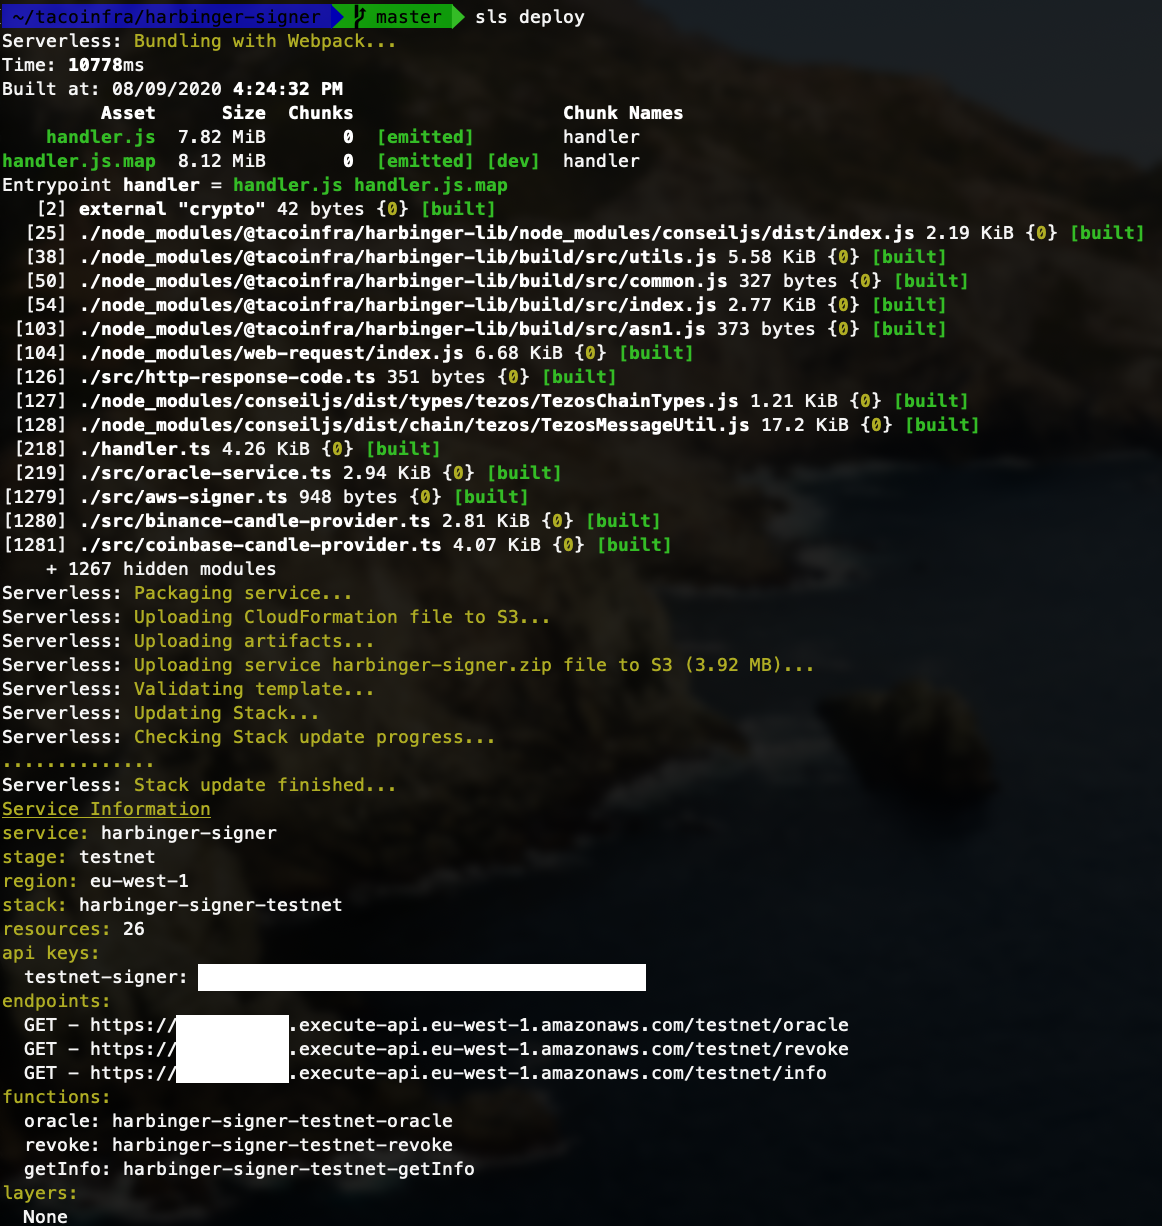 ~/tacoinfra/harbinger-signer master sls deploy
Serverless: Bundling with Webpack...
Time: 10778ms
Built at: 08/09/2020 4:24:32 PM
Asset Size Chunks Chunk Names
handler.js 7.82 MiB 0 [emitted] handler
handler.js.map 8.12 MiB 0 [emitted] [dev] handler
Entrypoint handler = handler.js handler.js.map
[2] external "crypto" 42 bytes {0} [built]
[25] ./node_modules/@tacoinfra/harbinger-lib/node_modules/conseiljs/dist/index.js 2.19 KiB {0} [built]
[38] ./node_modules/@tacoinfra/harbinger-lib/build/src/utils.js 5.58 KiB {0} [built]
[50] ./node_modules/@tacoinfra/harbinger-lib/build/src/common.js 327 bytes {0} [built]
[54] ./node_modules/@tacoinfra/harbinger-lib/build/src/index.js 2.77 KiB {0} [built]
[103] ./node_modules/@tacoinfra/harbinger-lib/build/src/asn1.js 373 bytes {0} [built]
[104] ./node_modules/web-request/index.js 6.68 KiB {0} [built]
[126] ./src/http-response-code.ts 351 bytes {0} [built]
[127] ./node_modules/conseiljs/dist/types/tezos/TezosChainTypes.js 1.21 KiB {0} [built]
[128] ./node_modules/conseiljs/dist/chain/tezos/TezosMessageUtil.js 17.2 KiB {0} [built]
[218] ./handler.ts 4.26 KiB {0} [built]
[219] ./src/oracle-service.ts 2.94 KiB {0} [built]
[1279] ./src/aws-signer.ts 948 bytes {0} [built]
[1280] ./src/binance-candle-provider.ts 2.81 KiB {0} [built]
[1281] ./src/coinbase-candle-provider.ts 4.07 KiB {0} [built]
+ 1267 hidden modules
Serverless: Packaging service...
Serverless: Uploading CloudFormation file to S3...
Serverless: Uploading artifacts...
Serverless: Uploading service harbinger-signer.zip file to S3 (3.92 MB)...
Serverless: Validating template...
Serverless: Updating Stack...
Serverless: Checking Stack update progress...
..............
Serverless: Stack update finished...
Service Information
service: harbinger-signer
stage: testnet
region: eu-west-1
stack: harbinger-signer-testnet
resources: 26
api keys:
testnet-signer:
endpoints:
GET - https:// .execute-api.eu-west-1.amazonaws.com/testnet/oracle
GET - https:// .execute-api.eu-west-1.amazonaws.com/testnet/revoke
GET - https:// .execute-api.eu-west-1.amazonaws.com/testnet/info
functions:
oracle: harbinger-signer-testnet-oracle
revoke: harbinger-signer-testnet-revoke
getInfo: harbinger-signer-testnet-getInfo
layers:
None